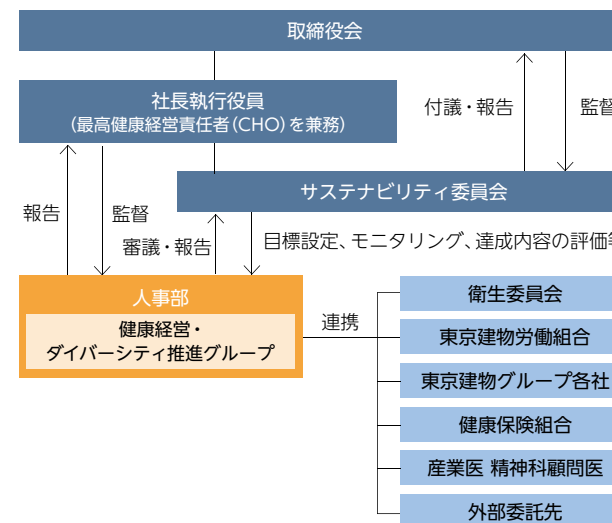 取締役会
社長執行役員
(最高健康経営責任者(CHO)を兼務)
付議・報告
監督
サステナビリティ委員会
報告
監督
審議・報告
目標設定、モニタリング、達成内容の評価等
人事部
健康経営・
ダイバーシティ推進グループ
連携
衛生委員会
東京建物労働組合
東京建物グループ各社
健康保険組合
産業医 精神科顧問医
外部委託先